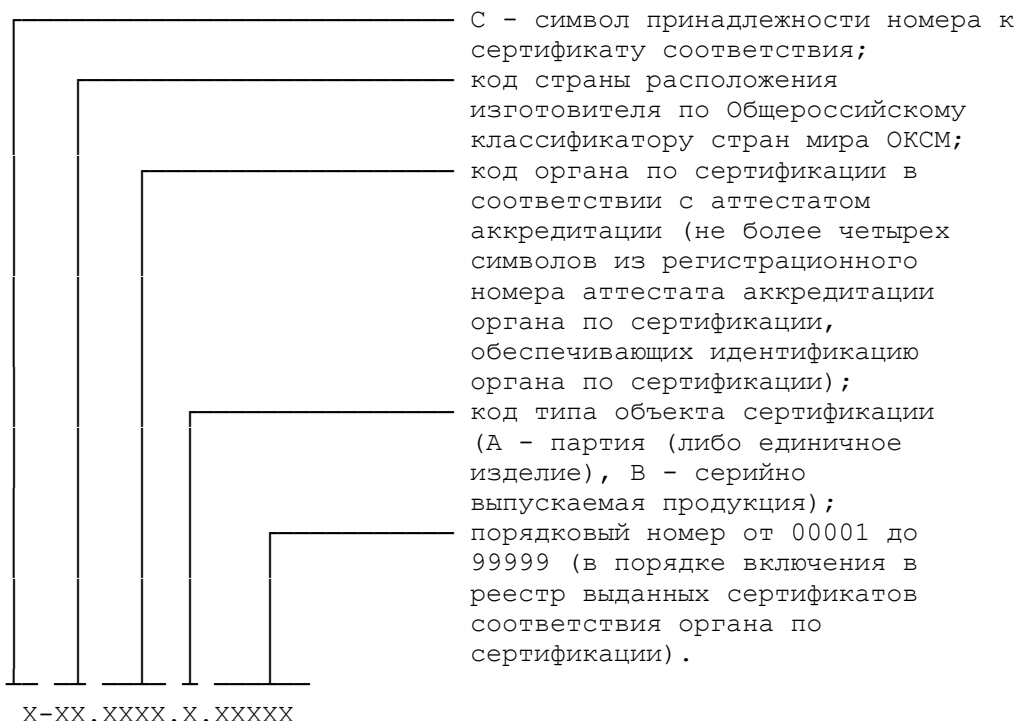 С - символ принадлежности номера к
сертификату соответствия;
код страны расположения
изготовителя по Общероссийскому
классификатору стран мира ОКСМ;
код органа по сертификации в
соответствии с аттестатом
аккредитации (не более четырех
символов из регистрационного
номера аттестата аккредитации
органа по сертификации,
обеспечивающих идентификацию
органа по сертификации);
код типа объекта сертификации
(А - партия (либо единичное
изделие), В - серийно
выпускаемая продукция);
порядковый номер от 00001 до
99999 (в порядке включения в
реестр выданных сертификатов
соответствия органа по
сертификации).
Х-ХХ.ХХХХ.Х.ХХХХХ